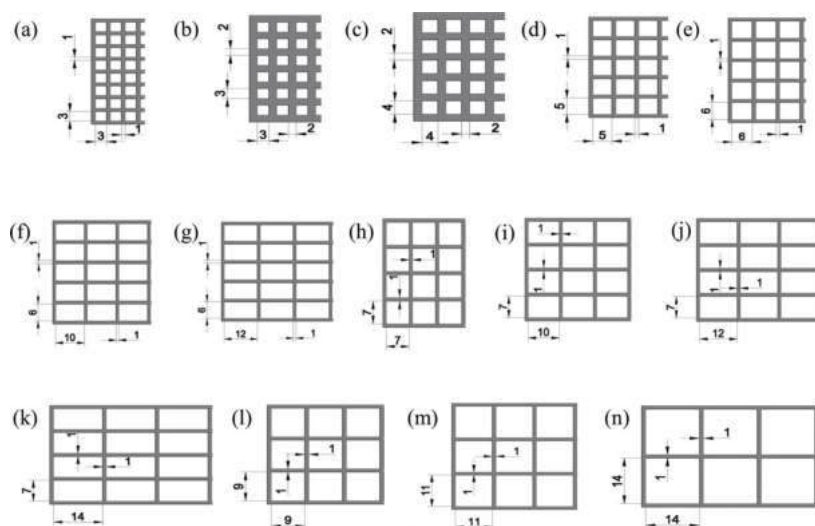 (a) (b) (c) (d) (e)
1 2 2 1 1
3 3 4 5 6
3 1 3 2 4 2 5 1 6 1
(f) (g) (h) (i) (j)
1 1 1 1 1 1 1 1
6 6 7 7 7
10 1 12 1 7 10 12
(k) (l) (m) (n)
1 1 1 1 1 1 1 1
7 9 11 14
14 9 11 14